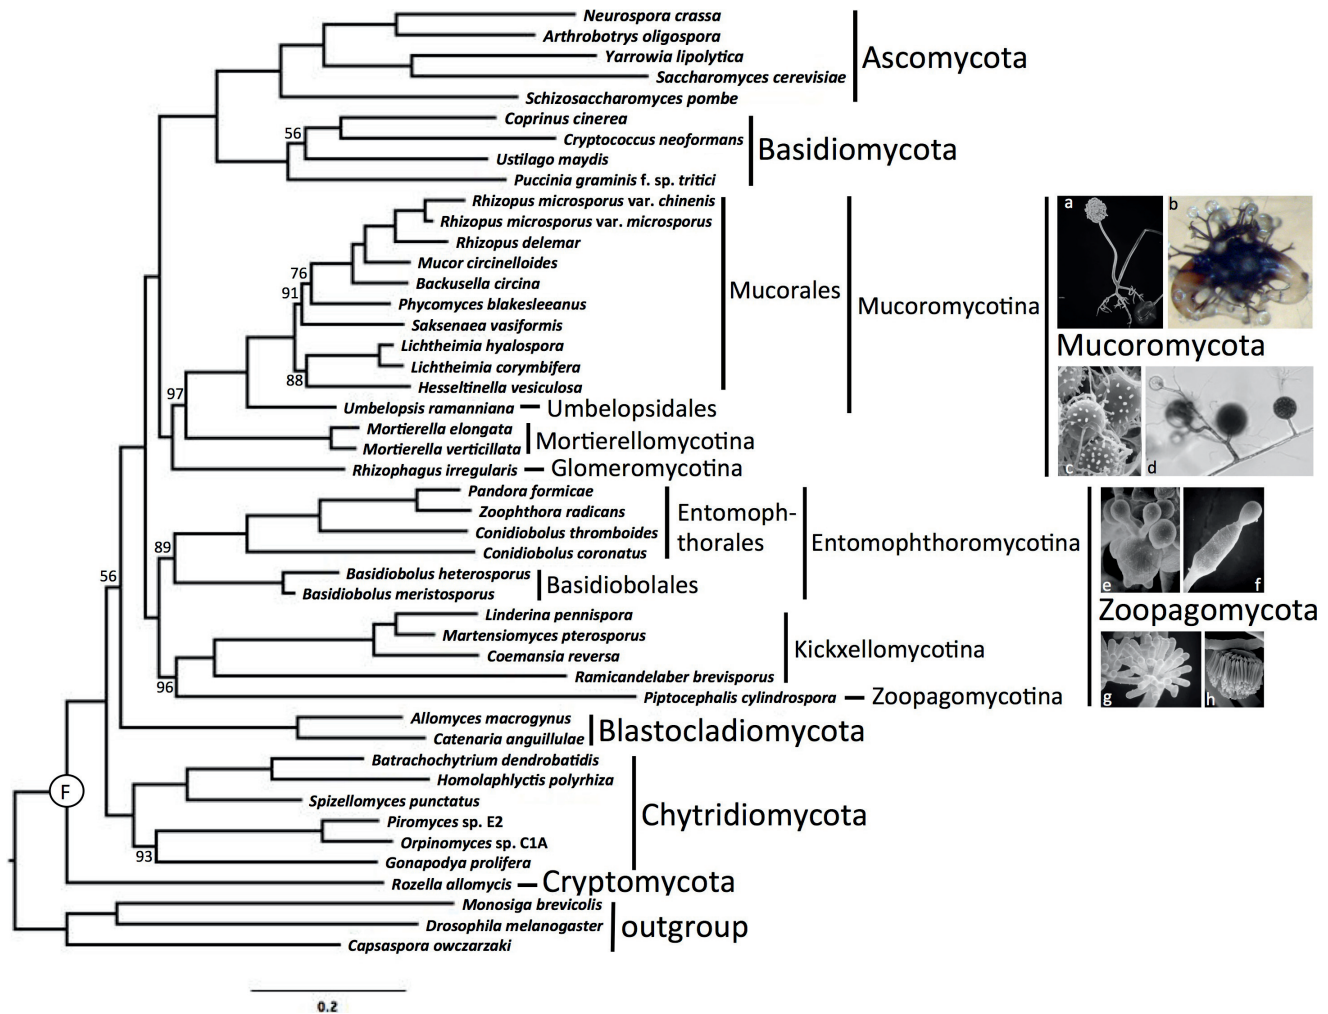 Neurospora crassa
Arthrobotrys oligospora
Yarrowia lipolytica
Saccharomyces cerevisiae
Ascomycota
Schizosaccharomyces pombe
Coprinus cinerea
56
Cryptococcus neoformans
Basidiomycota
Ustilago maydis
Puccinia graminis f. sp. tritici
Rhizopus microsporus var. chinenis
Rhizopus microsporus var. microsporus
Rhizopus delemar
Mucor circinelloides
76
Backusella circina
91
Mucorales
Phycomyces blakesleeanus
Mucoromycotina
Saksenaea vasiformis
Lichtheimia hyalospora
Lichtheimia corymbifera
88
Hesseltinella vesiculosa
97
Umbelopsis ramanniana
Umbelopsidales
Mortierella elongata
Mortierellomycotina
Mortierella verticillata
Rhizophagus irregularis
Glomeromycotina
a
b
Mucoromycota
c
d
Pandora formicae
Zoophthora radicans
Entomoph-
thorales
Conidiobolus thromboides
Conidiobolus coronatus
89
Entomophthoromycotina
Basidiobolus heterosporus
Basidiobolales
Basidiobolus meristosporus
56
e
f
Zoopagomycota
Linderina pennispora
Martensiomyces pterosporus
Kickxellomycotina
Coemansia reversa
Ramicandelaber brevisporus
96
Piptocephalis cylindrospora
Zoopagomycotina
g
h
Allomyces macrogynus
Blastocladiomycota
Catenaria anguillulae
Batrachochytrium dendrobatidis
Homolaphlyctis polyrhiza
F
Spizellomyces punctatus
Chytridiomycota
Piromyces sp. E2
Orpinomyces sp. C1A
93
Gonapodya prolifera
Rozella allomycis
Cryptomycota
Monosiga brevicolis
Drosophila melanogaster
outgroup
Capsaspora owczarzaki
0.2